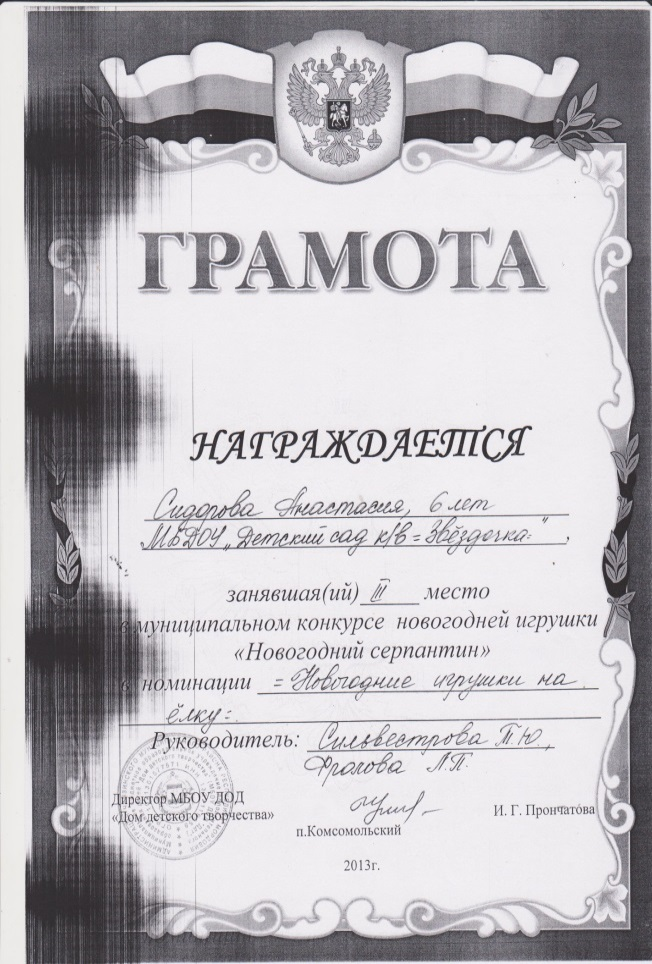 ГРАМОТА
НАГРАЖДАЕТСЯ
Сидорова Анастасия, 6 лет
МБДОУ „Детский сад к/в =Звёздочка="
занявшая(ий) III место
в муниципальном конкурсе новогодней игрушки
«Новогодний серпантин»
в номинации =Новогодние игрушки на
ёлку=.
Руководитель: Сильвестрова Т.Ю.,
Фролова Л.П.
Директор МБОУ ДОД
«Дом детского творчества»
И. Г. Прончатова
п.Комсомольский
2013г.